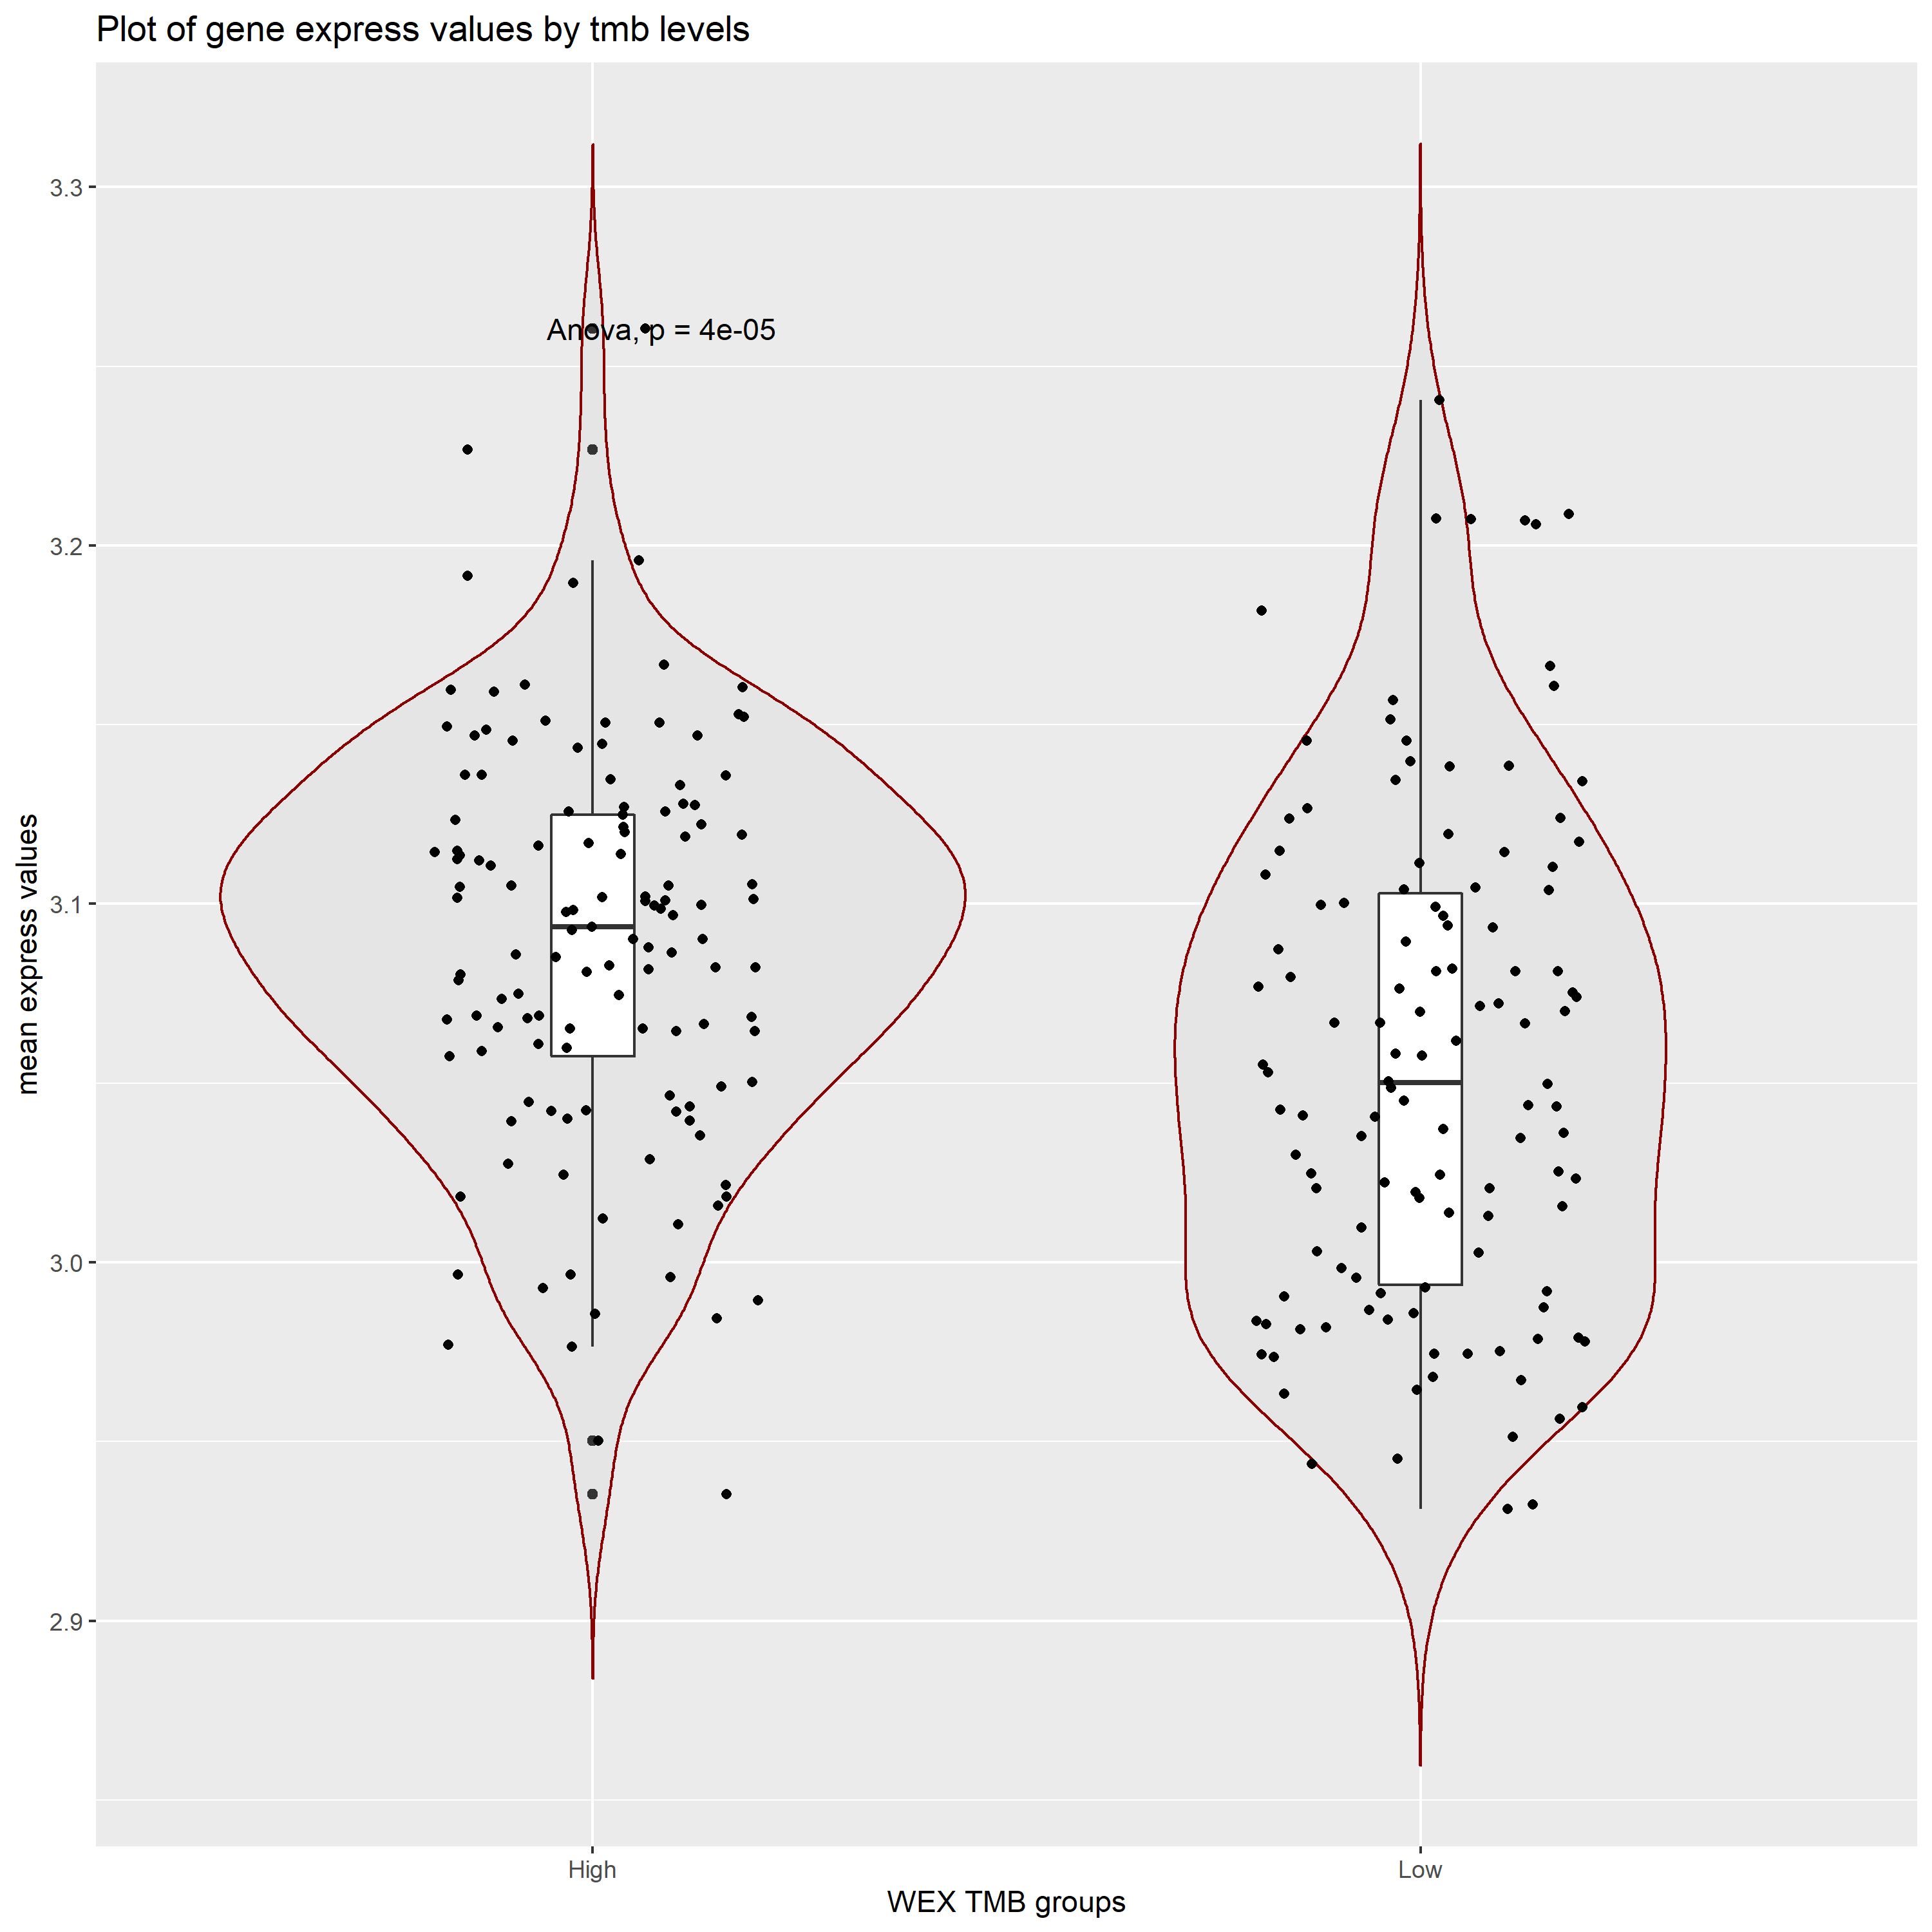 Plot of gene express values by tmb levels
3.3
Anova, p = 4e-05
3.2
3.1
mean express values
3.0
2.9
High
Low
WEX TMB groups